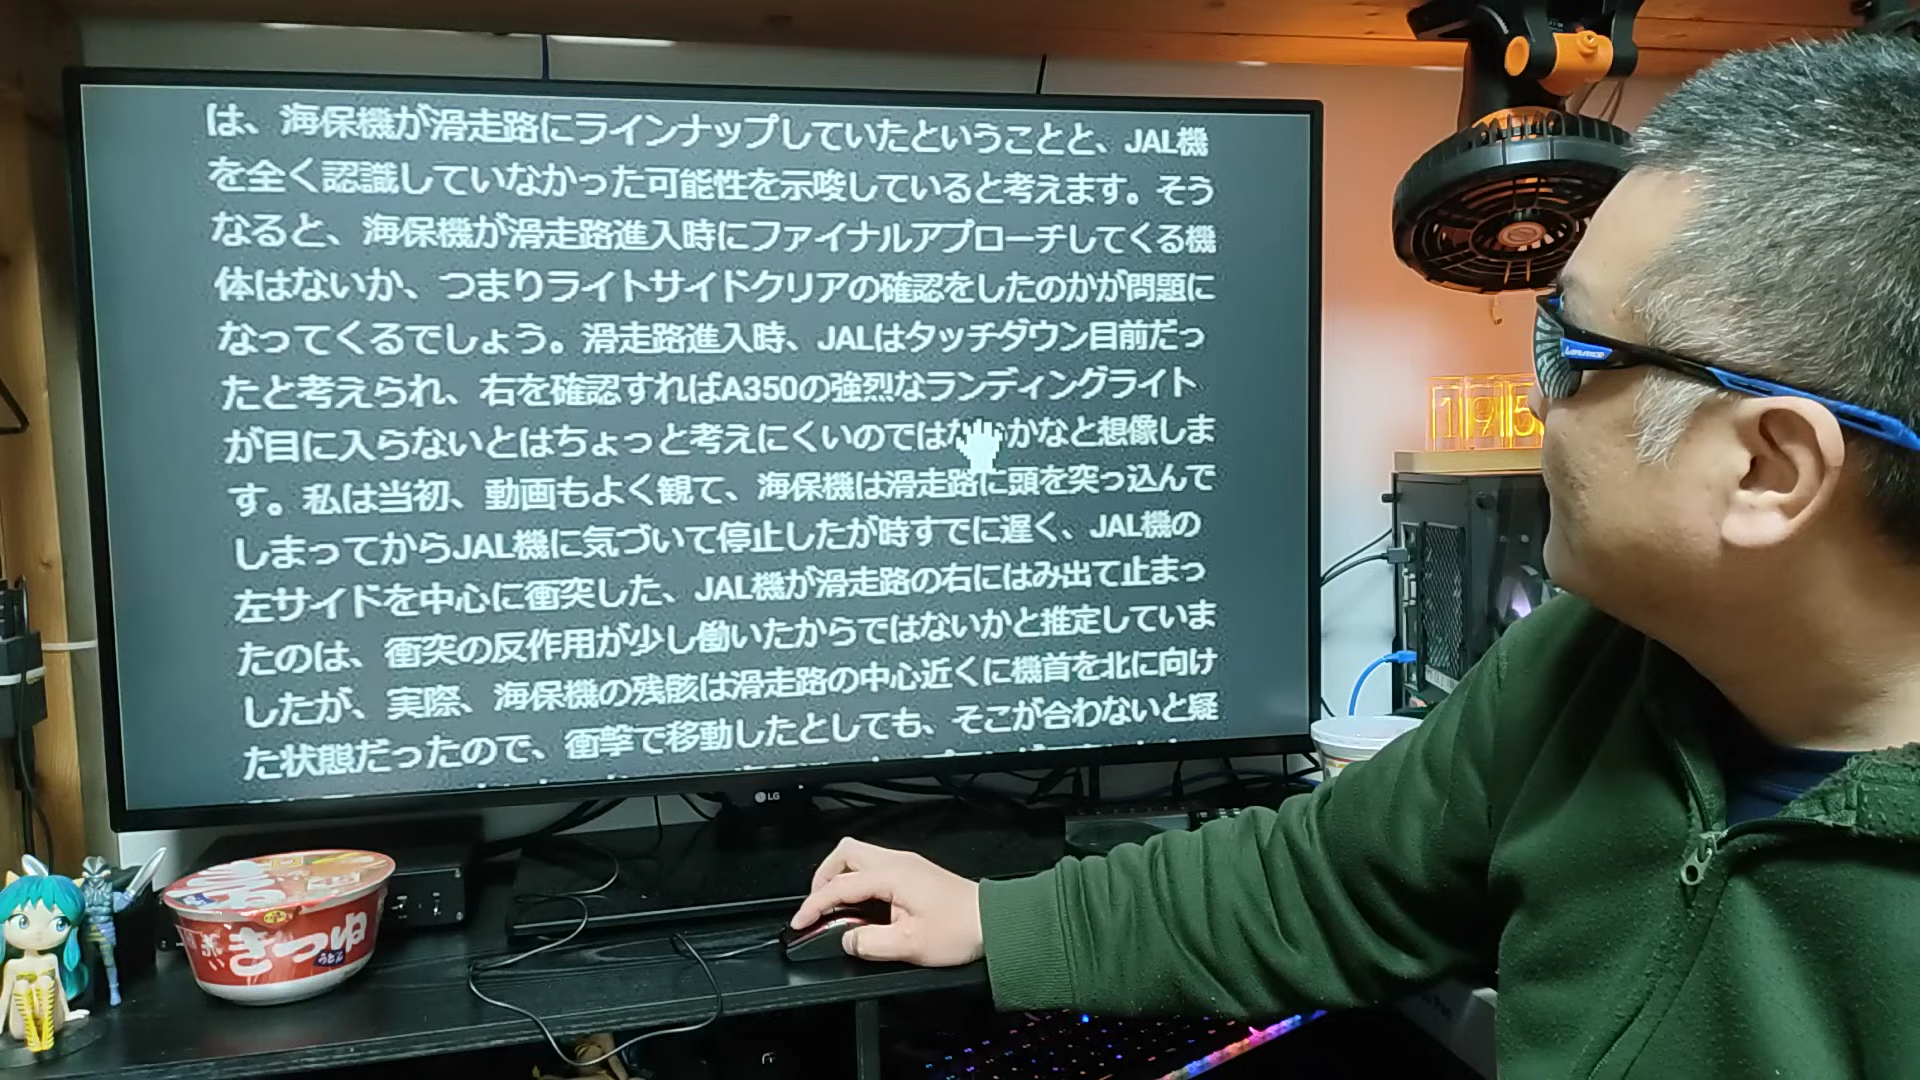 は、海保機が滑走路にラインナップしていたということと、JAL機
を全く認識していなかった可能性を示唆していると考えます。そう
なると、海保機が滑走路進入時にファイナルアプローチしてくる機
体はないか、つまりライトサイドクリアの確認をしたのかが問題に
なってくるでしょう。滑走路進入時、JALはタッチダウン目前だっ
たと考えられ、右を確認すればA350の強烈なランディングライト
が目に入らないとはちょっと考えにくいのではな かなと想像しま
す。私は当初、動画もよく観て、海保機は滑走路に頭を突っ込んで
しまってからJAL機に気づいて停止したが時すでに遅く、JAL機の
左サイドを中心に衝突した、JAL機が滑走路の右にはみ出て止まっ
たのは、衝突の反作用が少し働いたからではないかと推定していま
したが、実際、海保機の残骸は滑走路の中心近くに機首を北に向け
た状態だったので、衝撃で移動したとしても、そこが合わないと疑
LG
195
赤い
きつね
うどん